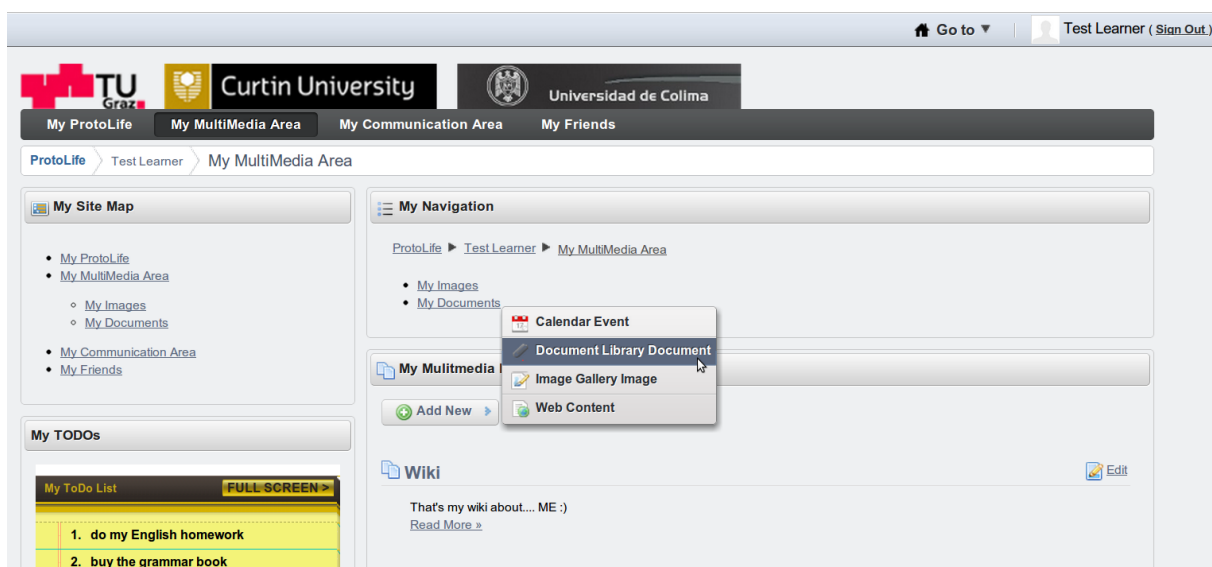 Go to
Test Learner ( Sign Out )
TU
Graz
Curtin University
Universidad de Colima
My ProtoLife
My MultiMedia Area
My Communication Area
My Friends
ProtoLife
Test Learner
My MultiMedia Area
My Site Map
My ProtoLife
My MultiMedia Area
My Images
My Documents
My Communication Area
My Friends
My TODOs
My ToDo List
FULL SCREEN >
1. do my English homework
2. buy the grammar book
My Navigation
ProtoLife ▶ Test Learner ▶ My MultiMedia Area
My Images
My Documents
My Mulitmedia
Add New
Calendar Event
Document Library Document
Image Gallery Image
Web Content
Wiki
Edit
That's my wiki about.... ME :)
Read More »